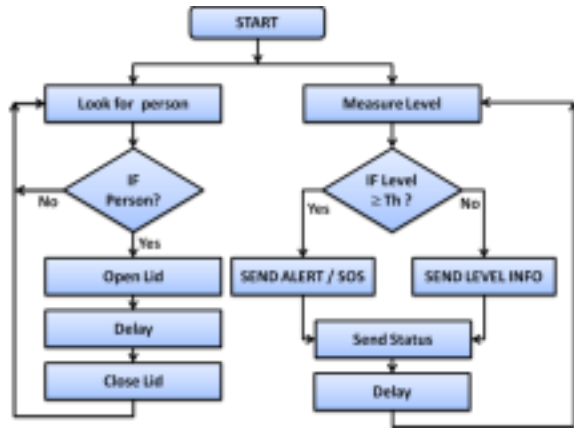 START
Look for person
Measure Level
IF
Person?
IF Level
≥ Th ?
No
Yes
No
Yes
Open Lid
SEND ALERT / SOS
SEND LEVEL INFO
Delay
Send Status
Close Lid
Delay